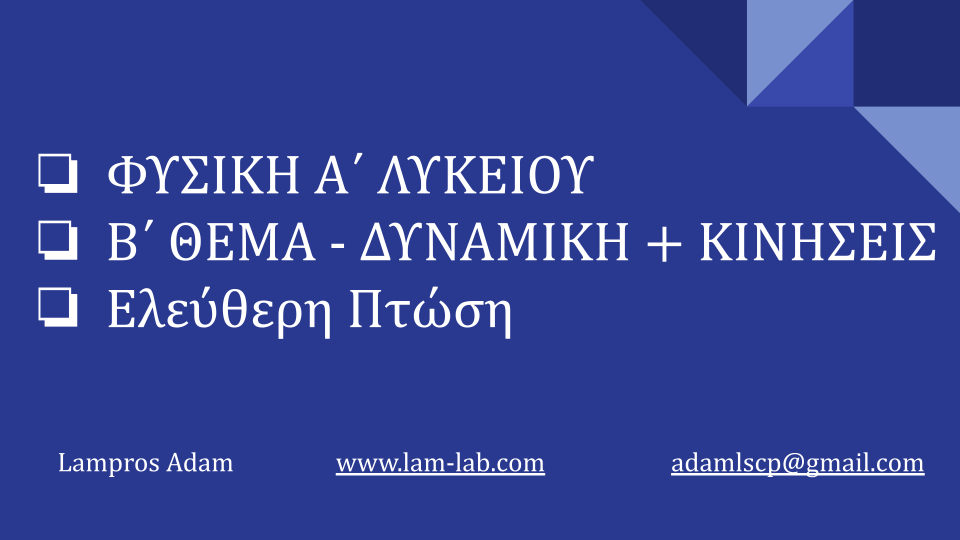 ❏ ΦΥΣΙΚΗ Α΄ ΛΥΚΕΙΟΥ
❏ Β΄ ΘΕΜΑ - ΔΥΝΑΜΙΚΗ + ΚΙΝΗΣΕΙΣ
❏ Ελεύθερη Πτώση
Lampros Adam www.lam-lab.com adamlscp@gmail.com